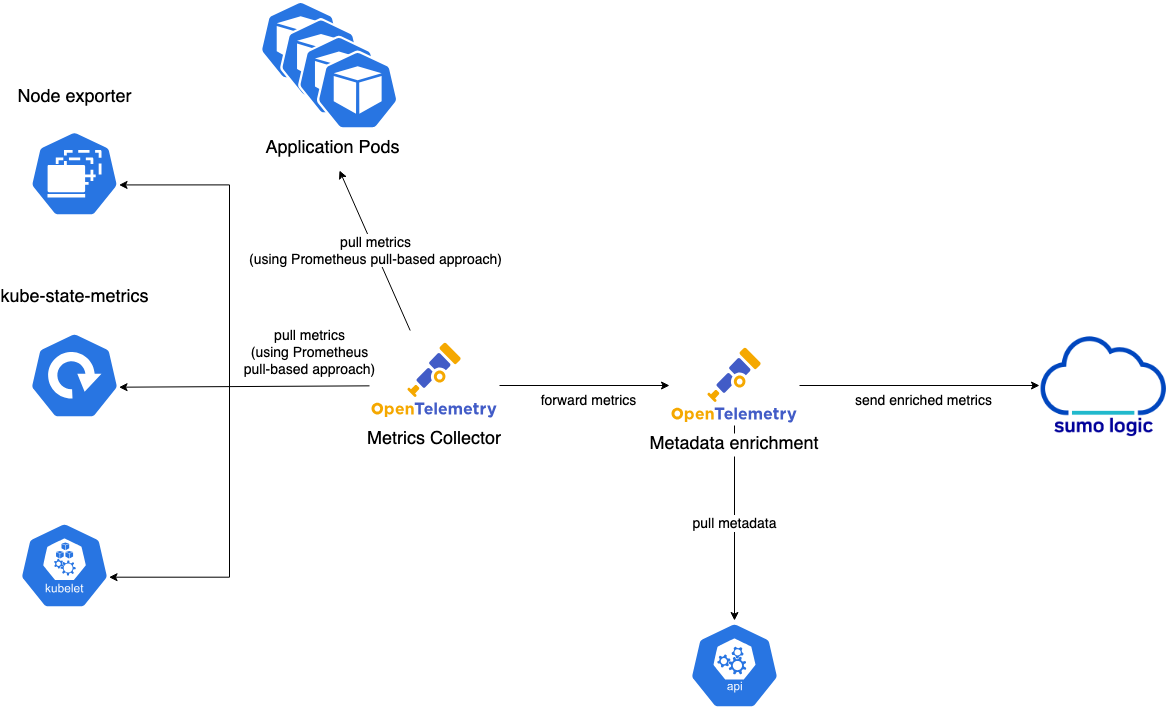 Node exporter
Application Pods
pull metrics
(using Prometheus pull-based approach)
kube-state-metrics
pull metrics
(using Prometheus
pull-based approach)
OpenTelemetry
Metrics Collector
forward metrics
OpenTelemetry
Metadata enrichment
send enriched metrics
sumo logic
pull metadata
kubelet
api